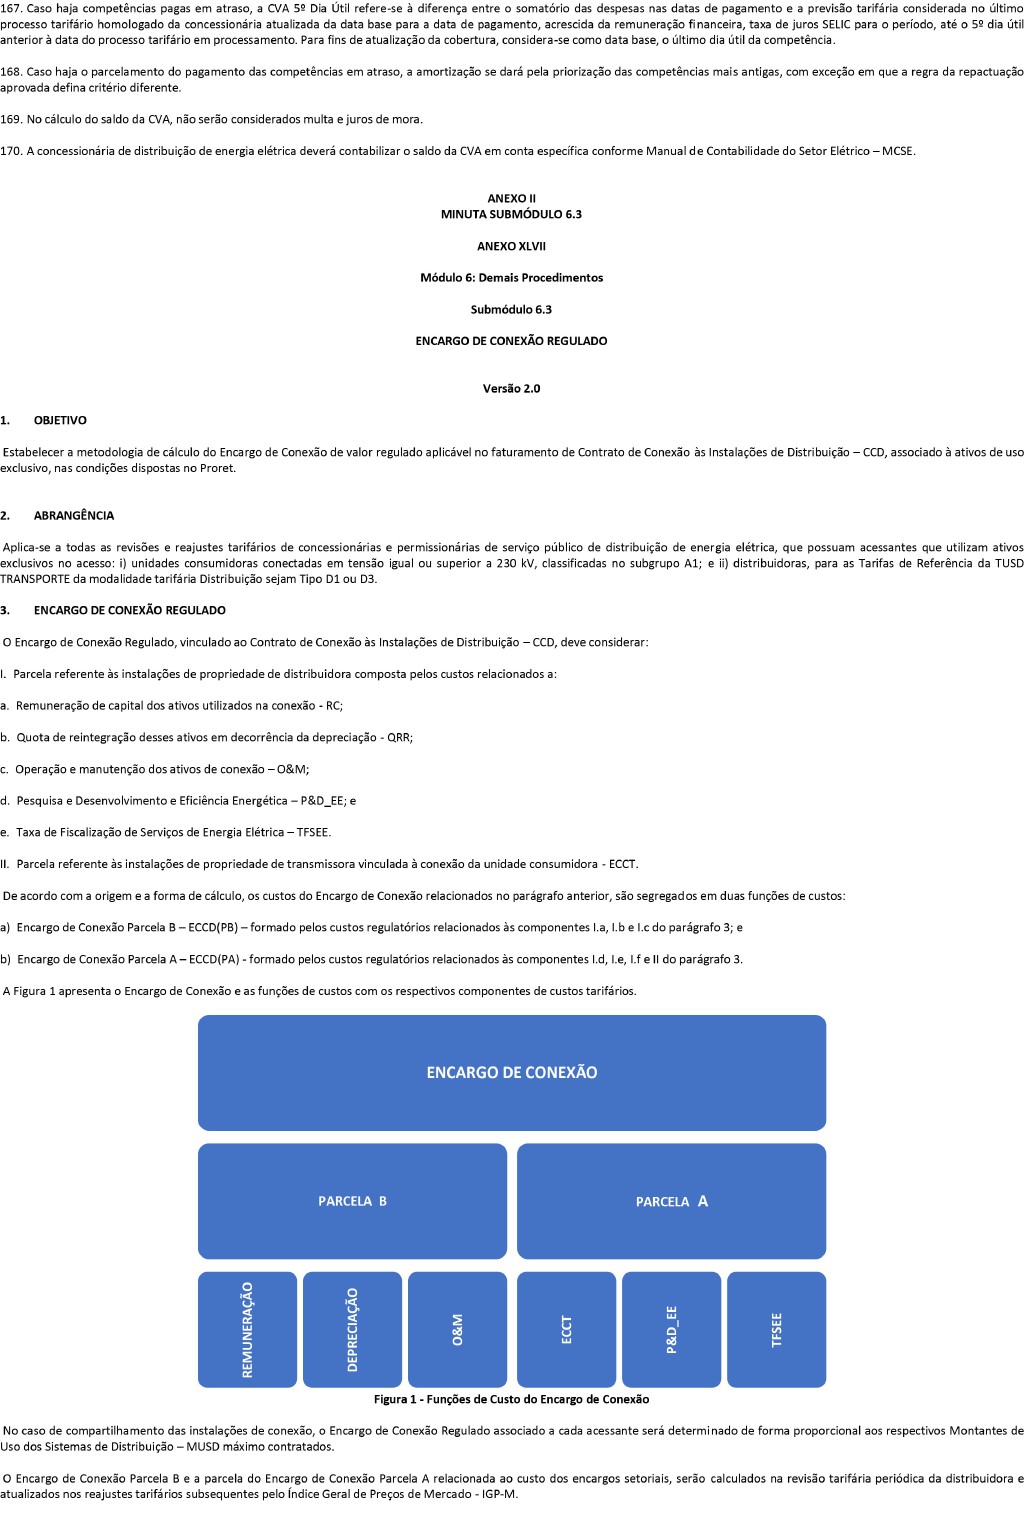 167. Caso haja competências pagas em atraso, a CVA 5º Dia Útil refere-se à diferença entre o somatório das despesas nas datas de pagamento e a previsão tarifária considerada no último
processo tarifário homologado da concessionária atualizada da data base para a data de pagamento, acrescida da remuneração financeira, taxa de juros SELIC para o período, até o 5º dia útil
anterior à data do processo tarifário em processamento. Para fins de atualização da cobertura, considera-se como data base, o último dia útil da competência.
168. Caso haja o parcelamento do pagamento das competências em atraso, a amortização se dará pela priorização das competências mais antigas, com exceção em que a regra da repactuação
aprovada defina critério diferente.
169. No cálculo do saldo da CVA, não serão considerados multa e juros de mora.
170. A concessionária de distribuição de energia elétrica deverá contabilizar o saldo da CVA em conta específica conforme Manual de Contabilidade do Setor Elétrico – MCSE.
ANEXO II
MINUTA SUBMÓDULO 6.3
ANEXO XLVII
Módulo 6: Demais Procedimentos
Submódulo 6.3
ENCARGO DE CONEXÃO REGULADO
Versão 2.0
1. OBJETIVO
Estabelecer a metodologia de cálculo do Encargo de Conexão de valor regulado aplicável no faturamento de Contrato de Conexão às Instalações de Distribuição – CCD, associado à ativos de uso
exclusivo, nas condições dispostas no Proret.
2. ABRANGÊNCIA
Aplica-se a todas as revisões e reajustes tarifários de concessionárias e permissionárias de serviço público de distribuição de energia elétrica, que possuam acessantes que utilizam ativos
exclusivos no acesso: i) unidades consumidoras conectadas em tensão igual ou superior a 230 kV, classificadas no subgrupo A1; e ii) distribuidoras, para as Tarifas de Referência da TUSD
TRANSPORTE da modalidade tarifária Distribuição sejam Tipo D1 ou D3.
3. ENCARGO DE CONEXÃO REGULADO
O Encargo de Conexão Regulado, vinculado ao Contrato de Conexão às Instalações de Distribuição – CCD, deve considerar:
I. Parcela referente às instalações de propriedade de distribuidora composta pelos custos relacionados a:
a. Remuneração de capital dos ativos utilizados na conexão - RC;
b. Quota de reintegração desses ativos em decorrência da depreciação - QRR;
c. Operação e manutenção dos ativos de conexão – O&M;
d. Pesquisa e Desenvolvimento e Eficiência Energética – P&D_EE; e
e. Taxa de Fiscalização de Serviços de Energia Elétrica – TFSEE.
II. Parcela referente às instalações de propriedade de transmissora vinculada à conexão da unidade consumidora - ECCT.
De acordo com a origem e a forma de cálculo, os custos do Encargo de Conexão relacionados no parágrafo anterior, são segregados em duas funções de custos:
a) Encargo de Conexão Parcela B – ECCD(PB) – formado pelos custos regulatórios relacionados às componentes I.a, I.b e I.c do parágrafo 3; e
b) Encargo de Conexão Parcela A – ECCD(PA) - formado pelos custos regulatórios relacionados às componentes I.d, I.e, I.f e II do parágrafo 3.
A Figura 1 apresenta o Encargo de Conexão e as funções de custos com os respectivos componentes de custos tarifários.
ENCARGO DE CONEXÃO
PARCELA B
PARCELA A
REMUNERAÇÃO
DEPRECIAÇÃO
O&M
ECCT
P&D_EE
TFSEE
Figura 1 - Funções de Custo do Encargo de Conexão
No caso de compartilhamento das instalações de conexão, o Encargo de Conexão Regulado associado a cada acessante será determinado de forma proporcional aos respectivos Montantes de
Uso dos Sistemas de Distribuição – MUSD máximo contratados.
O Encargo de Conexão Parcela B e a parcela do Encargo de Conexão Parcela A relacionada ao custo dos encargos setoriais, serão calculados na revisão tarifária periódica da distribuidora e
atualizados nos reajustes tarifários subsequentes pelo Índice Geral de Preços de Mercado - IGP-M.